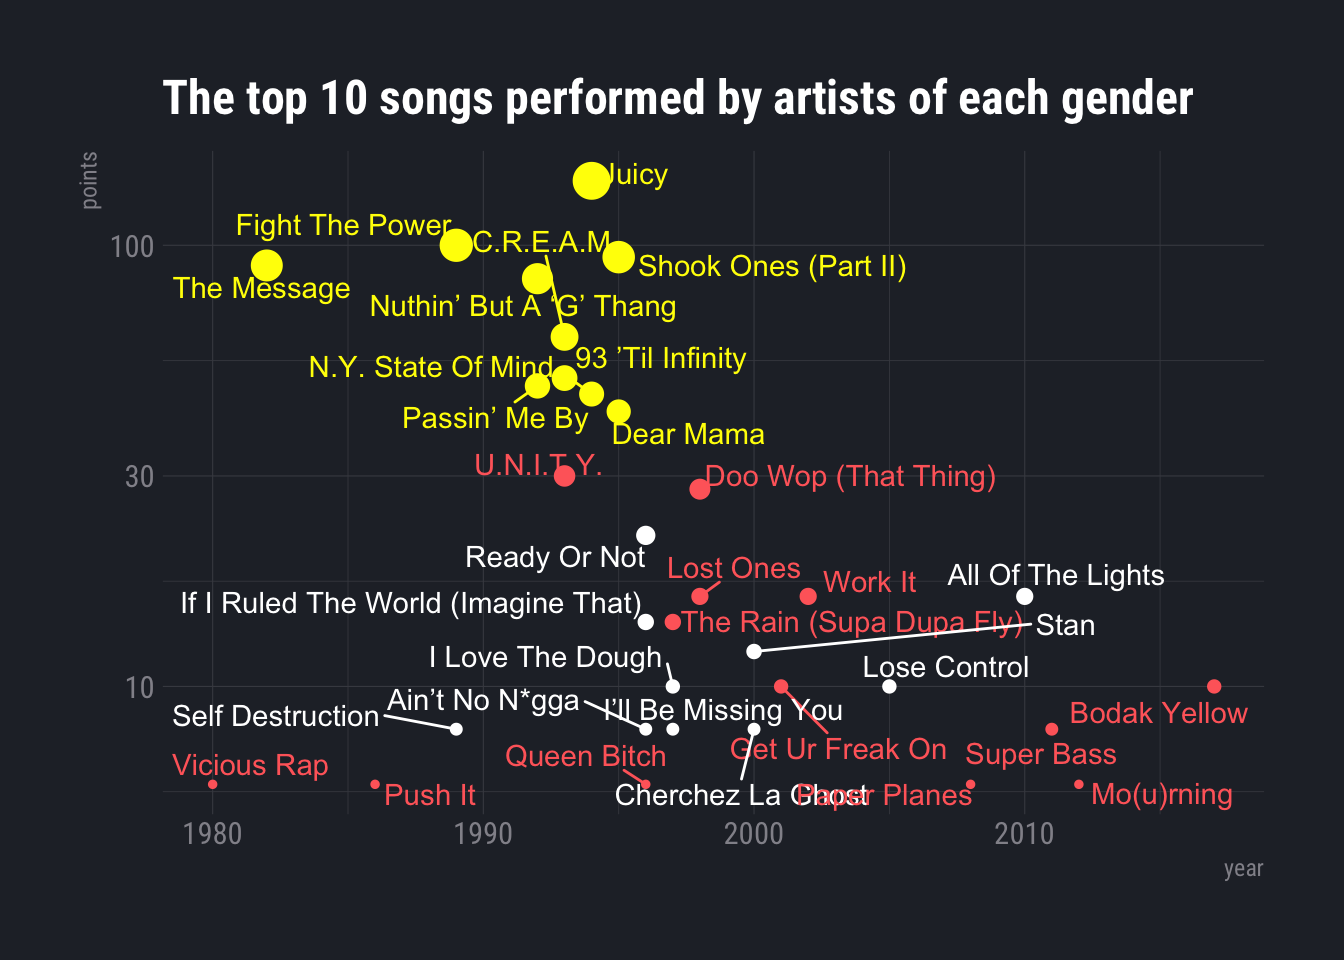 The top 10 songs performed by artists of each gender
points
Juicy
Fight The Power
C.R.E.A.M.
100
Shook Ones (Part II)
The Message
Nuthin’ But A ‘G’ Thang
93 ’Til Infinity
N.Y. State Of Mind
Passin’ Me By
Dear Mama
U.N.I.T.Y.
30
Doo Wop (That Thing)
Ready Or Not
Lost Ones
All Of The Lights
Work It
If I Ruled The World (Imagine That)
The Rain (Supa Dupa Fly)
Stan
I Love The Dough
Lose Control
10
Ain’t No N*gga
I’ll Be Missing You
Bodak Yellow
Self Destruction
Get Ur Freak On
Super Bass
Queen Bitch
Vicious Rap
Push It
Cherchez La Ghost
Paper Planes
Mo(u)rning
1980
1990
2000
2010
year